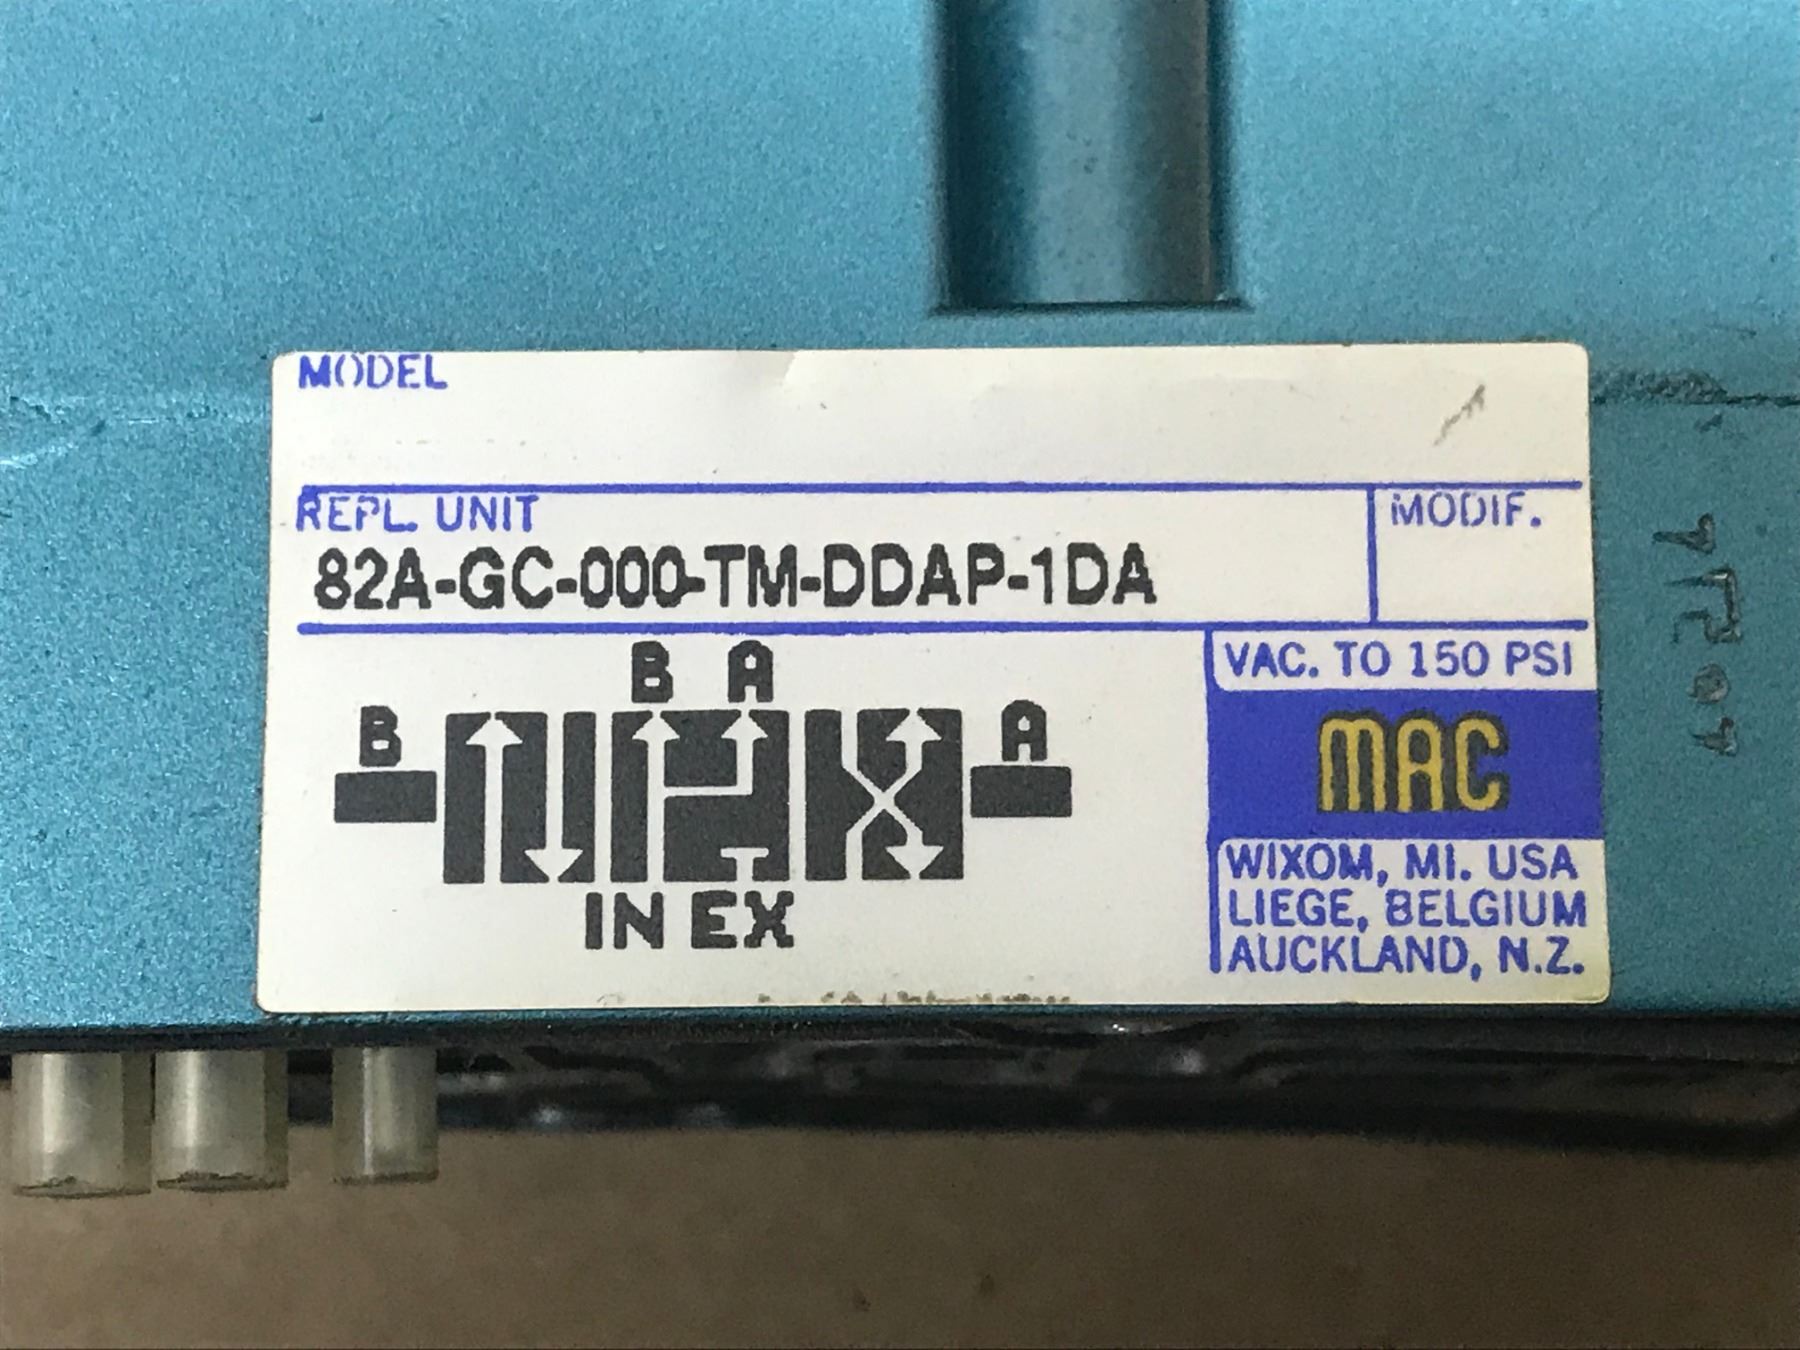 MODEL
REPL. UNIT
MODIF.
82A-GC-000-TM-DDAP-1DA
B A
B
A
IN EX
VAC. TO 150 PSI
MAC
WIXOM, MI. USA
LIEGE, BELGIUM
AUCKLAND, N.Z.